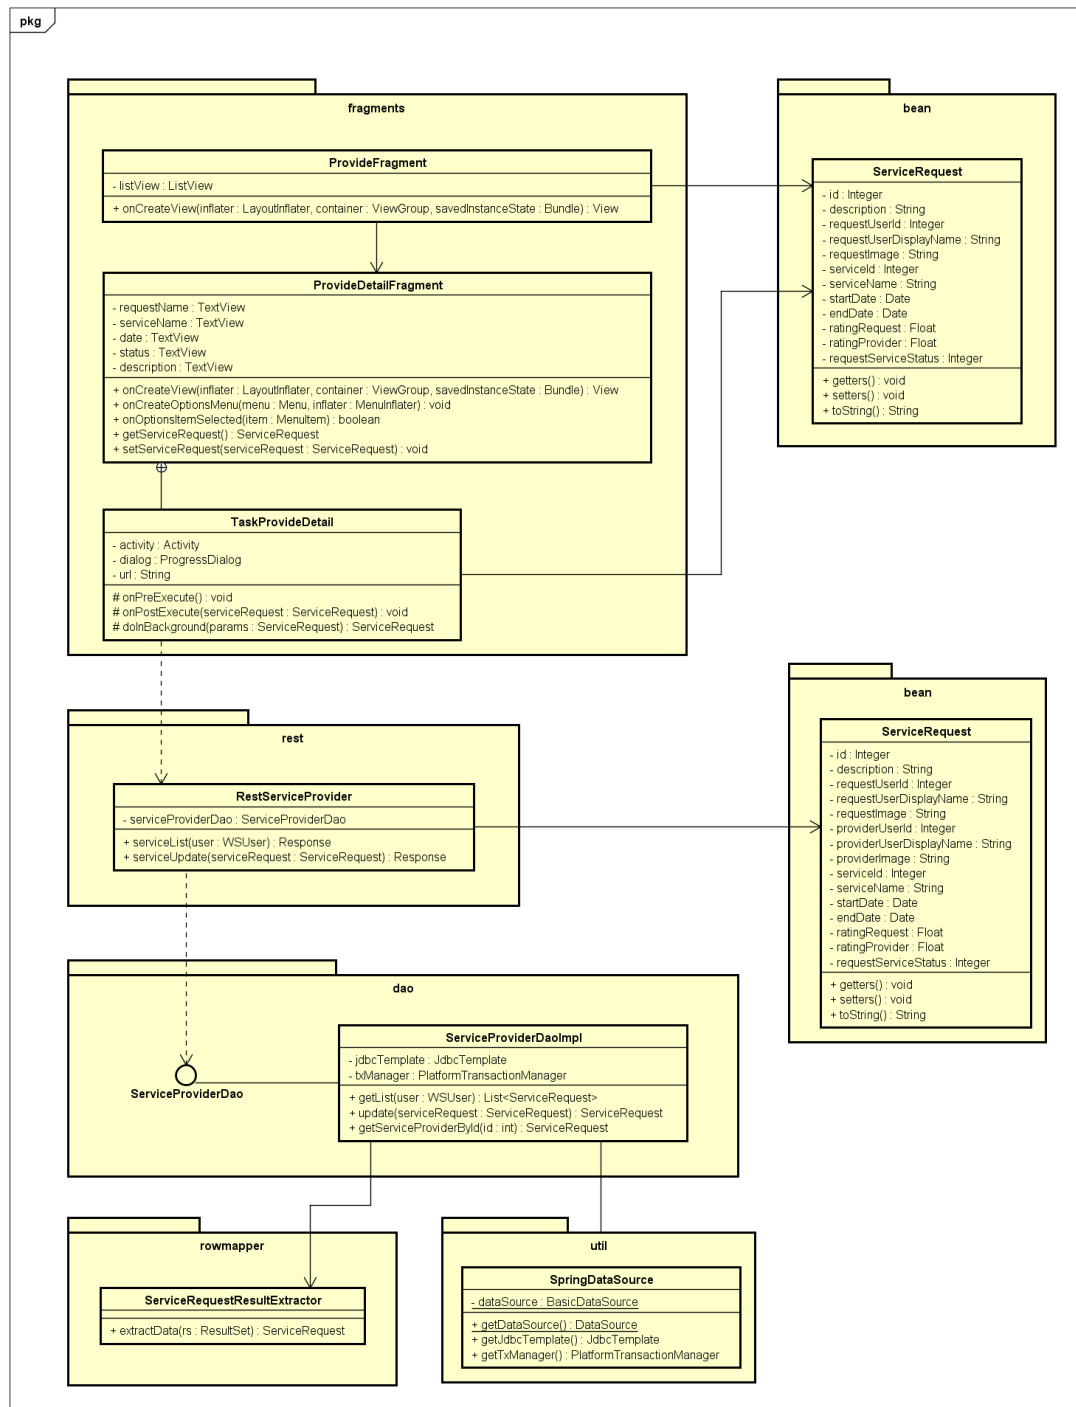 pkg
fragments
ProvideFragment
- listView : ListView
+ onCreateView(inflater : LayoutInflater, container : ViewGroup, savedInstanceState : Bundle) : View
ProvideDetailFragment
- requestName : TextView
- serviceName : TextView
- date : TextView
- status : TextView
- description : TextView
+ onCreateView(inflater : LayoutInflater, container : ViewGroup, savedInstanceState : Bundle) : View
+ onCreateOptionsMenu(menu : Menu, inflater : MenuInflater) : void
+ onOptionsItemSelected(item : MenuItem) : boolean
+ getServiceRequest() : ServiceRequest
+ setServiceRequest(serviceRequest : ServiceRequest) : void
TaskProvideDetail
- activity : Activity
- dialog : ProgressDialog
- url : String
# onPreExecute() : void
# onPostExecute(serviceRequest : ServiceRequest) : void
# doInBackground(params : ServiceRequest) : ServiceRequest
bean
ServiceRequest
- id : Integer
- description : String
- requestUserId : Integer
- requestUserDisplayName : String
- requestImage : String
- serviceId : Integer
- serviceName : String
- startDate : Date
- endDate : Date
- ratingRequest : Float
- ratingProvider : Float
- requestServiceStatus : Integer
+ getters() : void
+ setters() : void
+ toString() : String
rest
RestServiceProvider
- serviceProviderDao : ServiceProviderDao
+ serviceList(user : WSUser) : Response
+ serviceUpdate(serviceRequest : ServiceRequest) : Response
bean
ServiceRequest
- id : Integer
- description : String
- requestUserId : Integer
- requestUserDisplayName : String
- requestImage : String
- providerUserId : Integer
- providerUserDisplayName : String
- providerImage : String
- serviceId : Integer
- serviceName : String
- startDate : Date
- endDate : Date
- ratingRequest : Float
- ratingProvider : Float
- requestServiceStatus : Integer
+ getters() : void
+ setters() : void
+ toString() : String
dao
ServiceProviderDao
ServiceProviderDaoImpl
- jdbcTemplate : JdbcTemplate
- txManager : PlatformTransactionManager
+ getList(user : WSUser) : List<ServiceRequest>
+ update(serviceRequest : ServiceRequest) : ServiceRequest
+ getServiceProviderById(id : int) : ServiceRequest
rowmapper
ServiceRequestResultExtractor
+ extractData(rs : ResultSet) : ServiceRequest
util
SpringDataSource
- dataSource : BasicDataSource
+ getDataSource() : DataSource
+ getJdbcTemplate() : JdbcTemplate
+ getTxManager() : PlatformTransactionManager